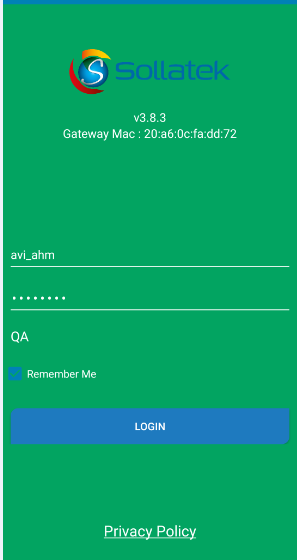 Sollatek
v3.8.3
Gateway Mac : 20:a6:0c:fa:dd:72
avi_ahm
••••••••
QA
Remember Me
LOGIN
Privacy Policy